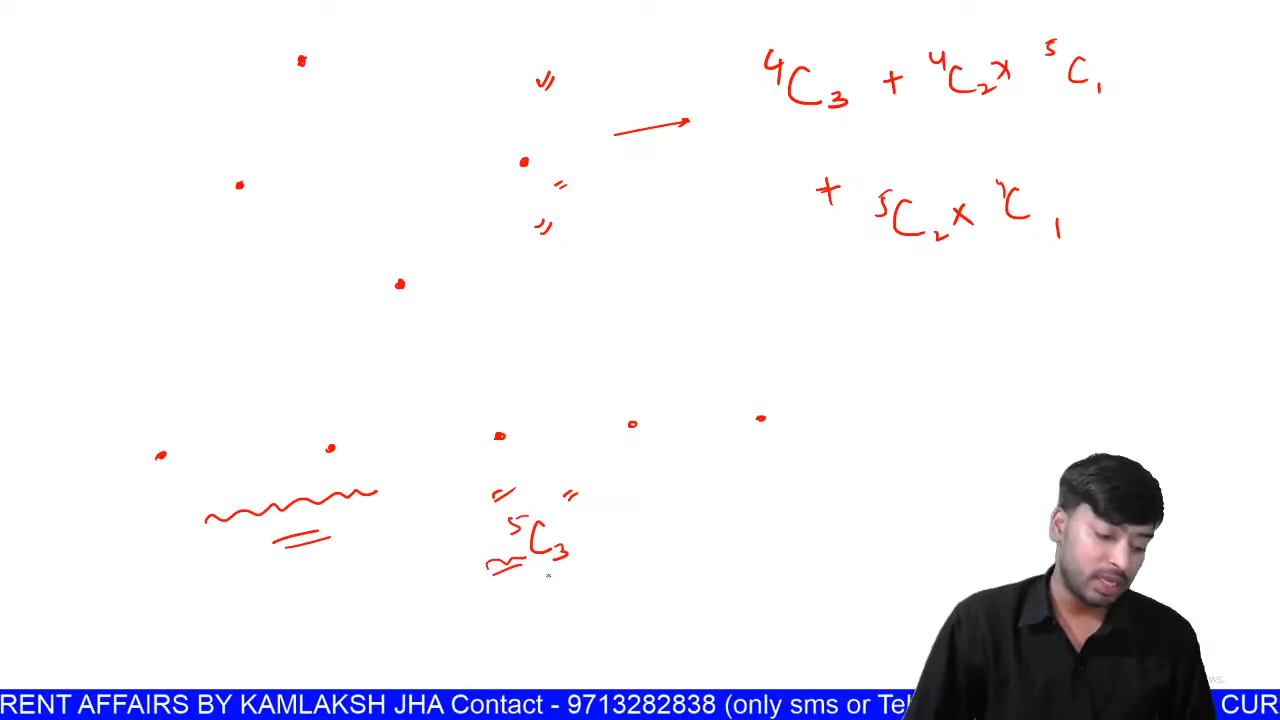 ⁴C₃ + ⁴C₂ x ⁵C₁
+ ⁵C₂ x ⁴C₁
⁵C₃
RENT AFFAIRS BY KAMLAKSH JHA Contact - 9713282838 (only sms or Tel CUR